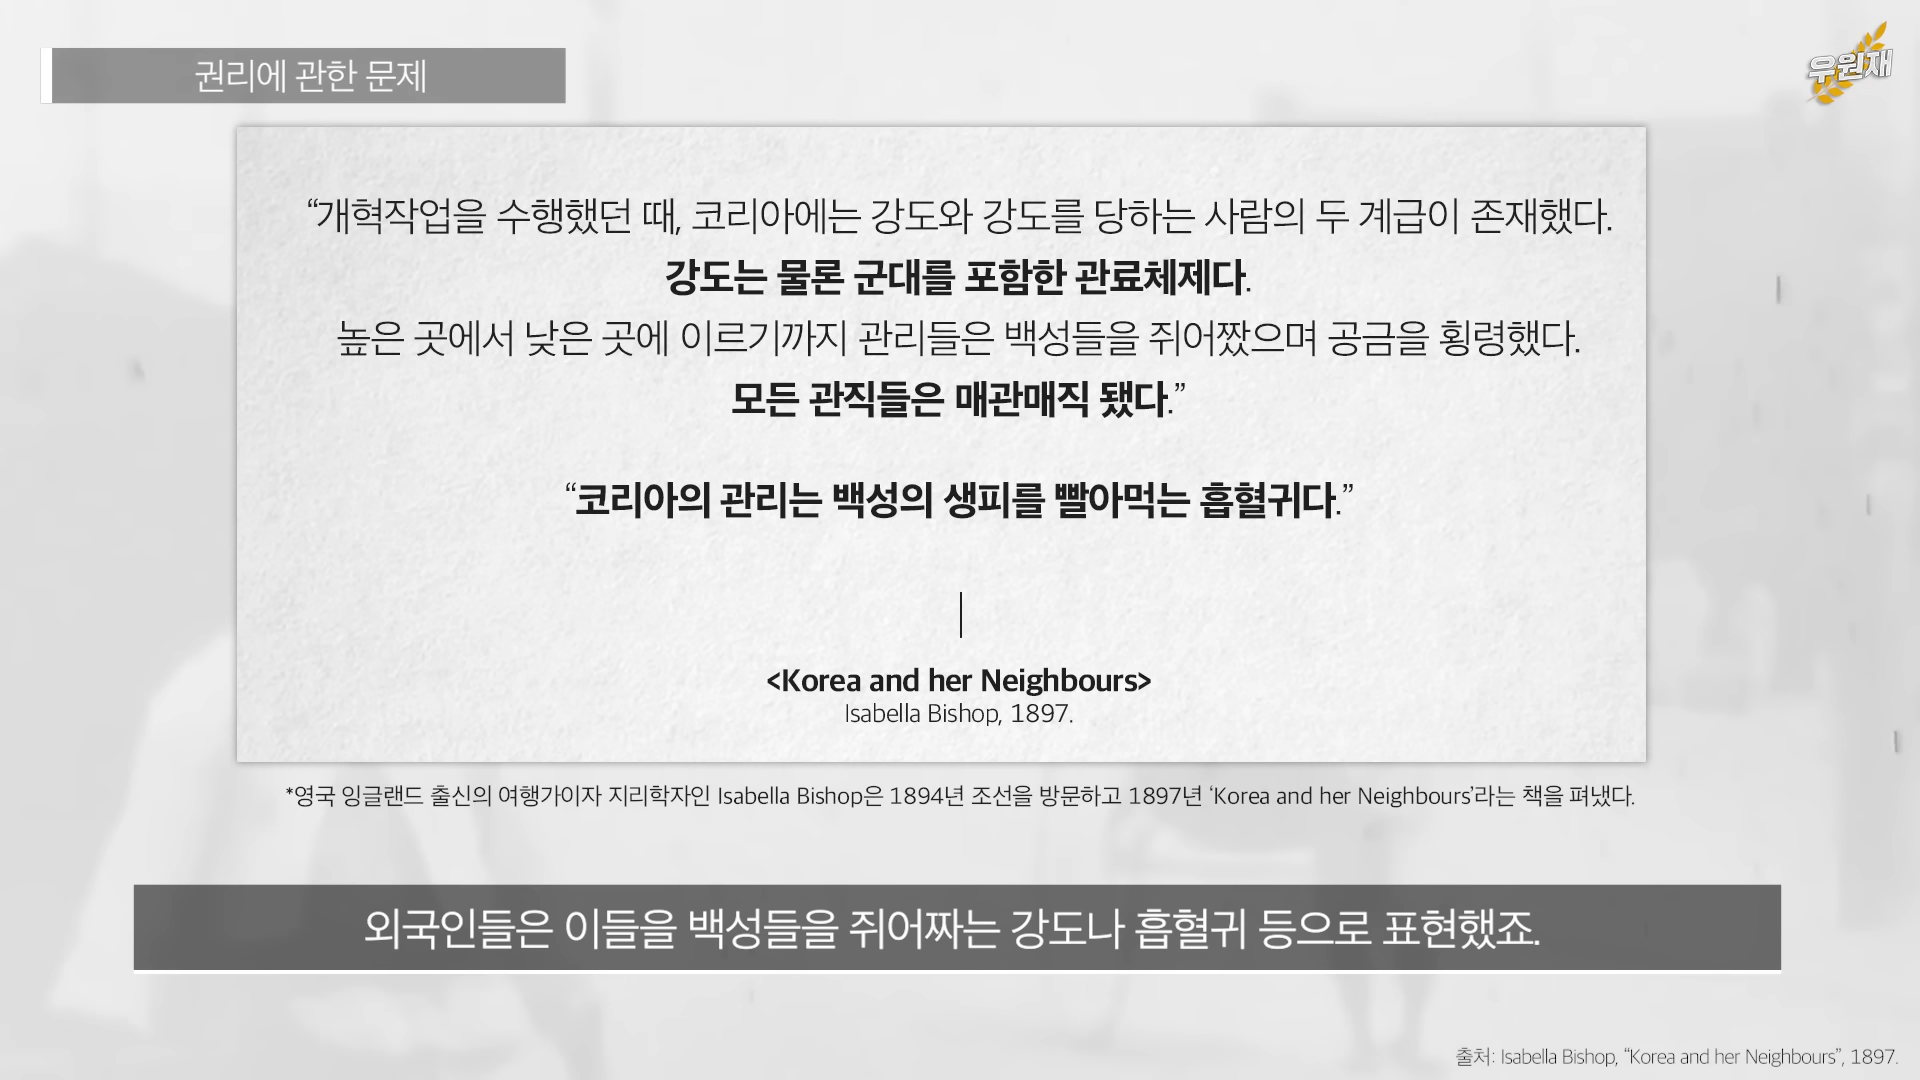 권리에 관한 문제
우원재
“개혁작업을 수행했던 때, 코리아에는 강도와 강도를 당하는 사람의 두 계급이 존재했다.
강도는 물론 군대를 포함한 관료체제다.
높은 곳에서 낮은 곳에 이르기까지 관리들은 백성들을 쥐어짰으며 공금을 횡령했다.
모든 관직들은 매관매직 됐다.”
“코리아의 관리는 백성의 생피를 빨아먹는 흡혈귀다.”
<Korea and her Neighbours>
Isabella Bishop, 1897.
*영국 잉글랜드 출신의 여행가이자 지리학자인 Isabella Bishop은 1894년 조선을 방문하고 1897년 ‘Korea and her Neighbours’라는 책을 펴냈다.
외국인들은 이들을 백성들을 쥐어짜는 강도나 흡혈귀 등으로 표현했죠.
출처: Isabella Bishop, “Korea and her Neighbours”, 1897.